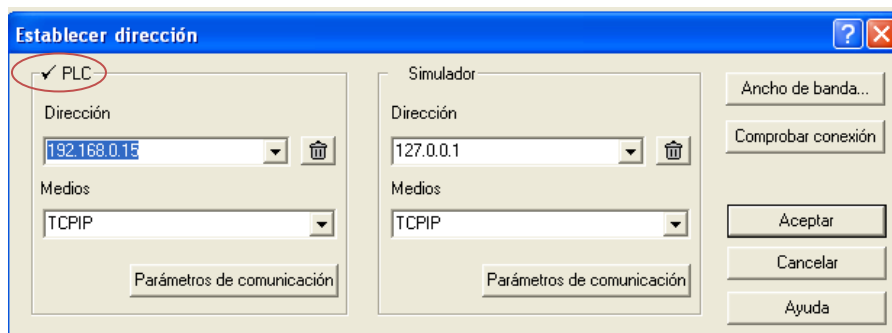 Establecer dirección
PLC
Dirección
192.168.0.15
Medios
TCPIP
Parámetros de comunicación
Simulador
Dirección
127.0.0.1
Medios
TCPIP
Parámetros de comunicación
Ancho de banda...
Comprobar conexión
Aceptar
Cancelar
Ayuda